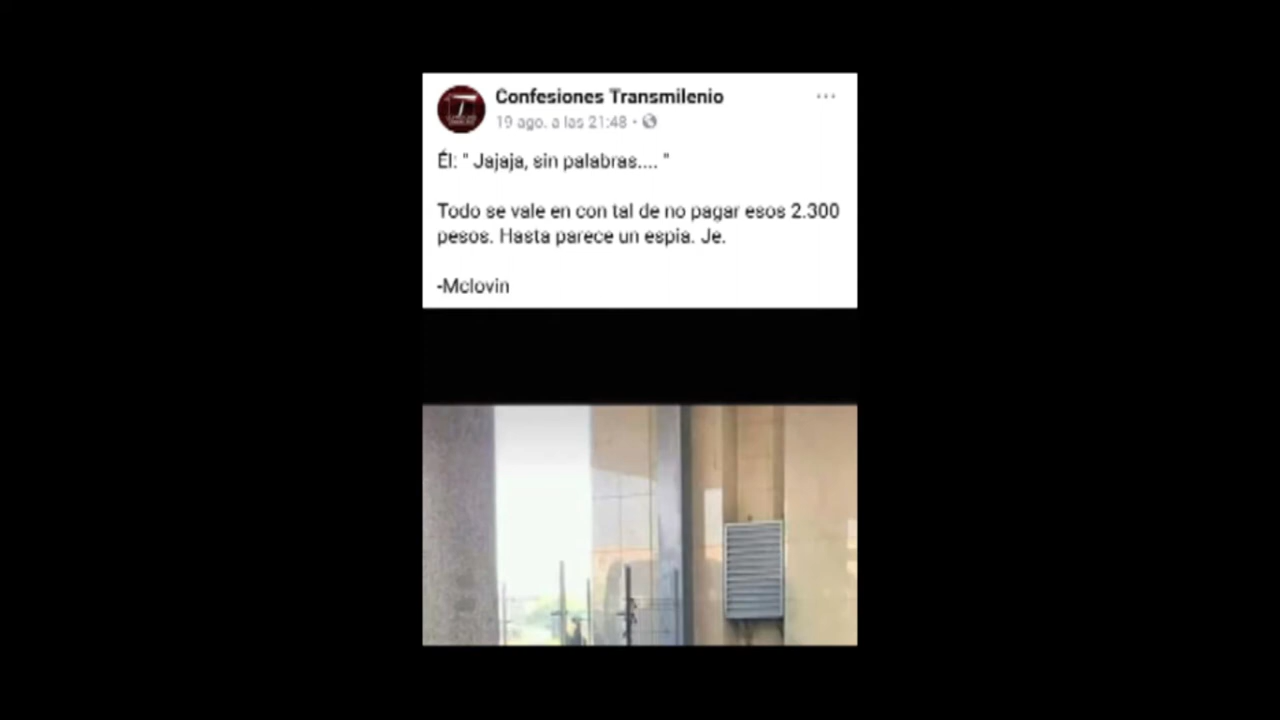 Confesiones Transmilenio
19 ago. a las 21:48
Él: " Jajaja, sin palabras.... "
Todo se vale en con tal de no pagar esos 2.300
pesos. Hasta parece un espia. Je.
-Mclovin